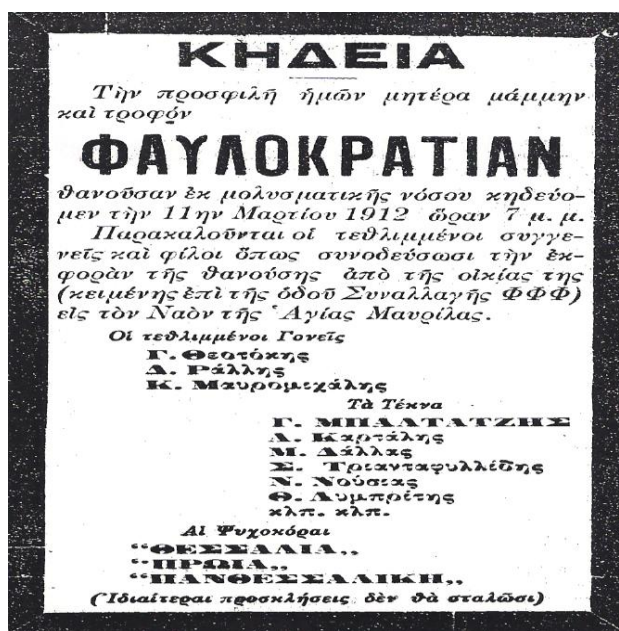 ΚΗΔΕΙΑ
Τὴν προσφιλῆ ἡμῶν μητέρα μάμμην
καὶ τροφόν
ΦΑΥΛΟΚΡΑΤΙΑΝ
θανοῦσαν ἐκ μολυσματικῆς νόσου κηδεύο-
μεν τὴν 11ην Μαρτίου 1912 ὥραν 7 μ. μ.
Παρακαλοῦνται οἱ τεθλιμμένοι συγγε-
νεῖς καὶ φίλοι ὅπως συνοδεύσωσι τὴν ἐκ-
φορὰν τῆς θανούσης ἀπὸ τῆς οἰκίας της
(κειμένης ἐπὶ τῆς ὁδοῦ Συναλλαγῆς ΦΦΦ)
εἰς τὸν Ναὸν τῆς Ἁγίας Μαυρίλας.
Οἱ τεθλιμμένοι Γονεῖς
Γ. Θεοτόκης
Δ. Ράλλης
Κ. Μαυρομιχάλης
Τὰ Τέκνα
Γ. ΜΠΑΛΤΑΤΖΗΣ
Λ. Καρτάλης
Μ. Δάλλας
Σ. Τριανταφυλλίδης
Ν. Νούσιας
Θ. Λυμπρίτης
κλπ. κλπ.
Αἱ Ψυχοκόραι
“ΘΕΣΣΑΛΙΑ„
“ΠΡΩΙΑ„
“ΠΑΝΘΕΣΣΑΛΙΚΗ„
(Ἰδιαίτεραι προσκλήσεις δὲν θὰ σταλῶσι)